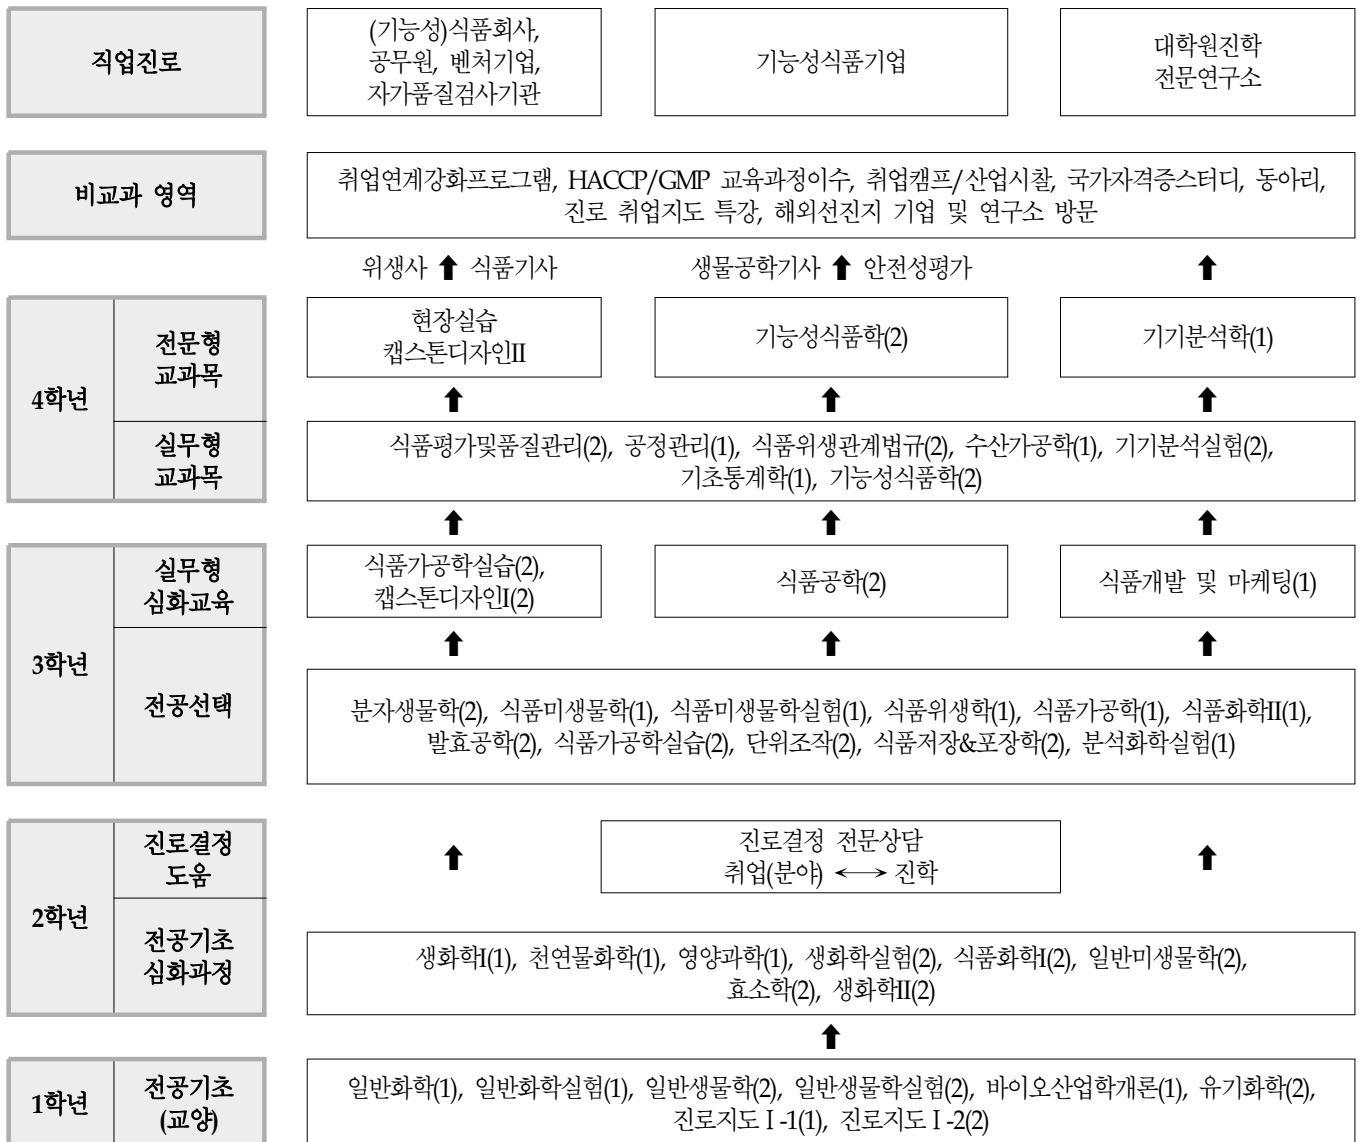 직업진로
(기능성)식품회사,
공무원, 벤처기업,
자가품질검사기관
기능성식품기업
대학원진학
전문연구소
비교과 영역
취업연계강화프로그램, HACCP/GMP 교육과정이수, 취업캠프/산업시찰, 국가자격증스터디, 동아리,
진로 취업지도 특강, 해외선진지 기업 및 연구소 방문
위생사 ⬆ 식품기사
생물공학기사 ⬆ 안전성평가
⬆
4학년
전문형
교과목
현장실습
캡스톤디자인II
기능성식품학(2)
기기분석학(1)
⬆ ⬆ ⬆
실무형
교과목
식품평가및품질관리(2), 공정관리(1), 식품위생관계법규(2), 수산가공학(1), 기기분석실험(2),
기초통계학(1), 기능성식품학(2)
⬆ ⬆ ⬆
3학년
실무형
심화교육
식품가공학실습(2),
캡스톤디자인I(2)
식품공학(2)
식품개발 및 마케팅(1)
⬆ ⬆ ⬆
전공선택
분자생물학(2), 식품미생물학(1), 식품미생물학실험(1), 식품위생학(1), 식품가공학(1), 식품화학II(1),
발효공학(2), 식품가공학실습(2), 단위조작(2), 식품저장&포장학(2), 분석화학실험(1)
2학년
진로결정
도움
⬆
진로결정 전문상담
취업(분야) ⟷ 진학
⬆
전공기초
심화과정
생화학I(1), 천연물화학(1), 영양과학(1), 생화학실험(2), 식품화학I(2), 일반미생물학(2),
효소학(2), 생화학II(2)
⬆
1학년
전공기초
(교양)
일반화학(1), 일반화학실험(1), 일반생물학(2), 일반생물학실험(2), 바이오산업학개론(1), 유기화학(2),
진로지도Ⅰ-1(1), 진로지도Ⅰ-2(2)